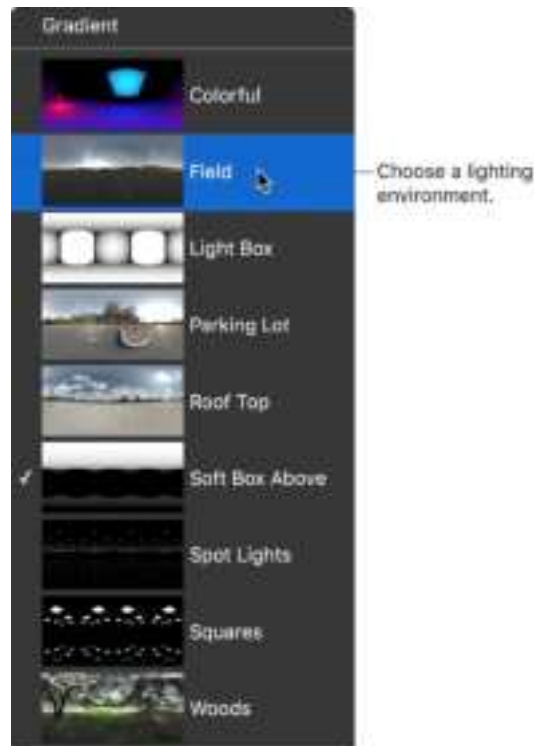 Gradient
Colorful
Field
Choose a lighting
environment.
Light Box
Parking Lot
Roof Top
Soft Box Above
Spot Lights
Squares
Woods